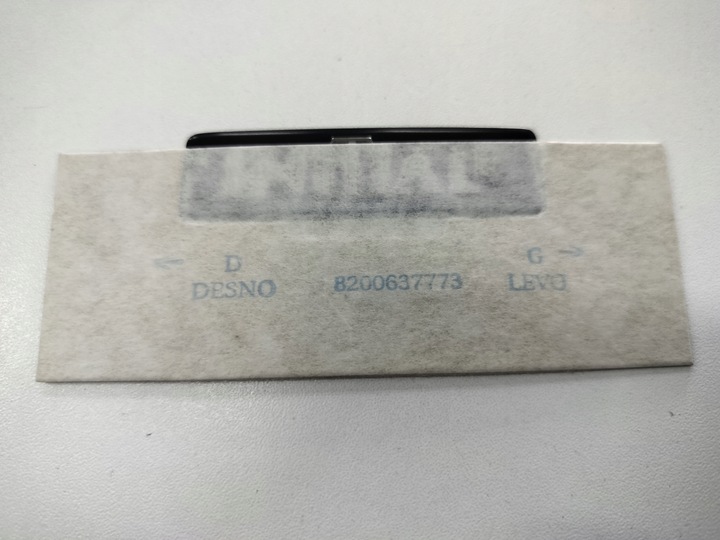 ← D G →
DESNO 8200637773 LEVO